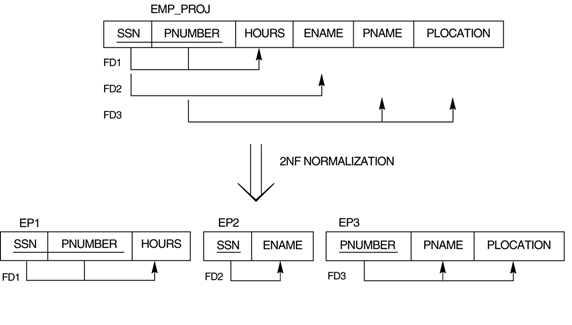 EMP_PROJ
SSN PNUMBER HOURS ENAME PNAME PLOCATION
FD1
FD2
FD3
2NF NORMALIZATION
EP1 EP2 EP3
SSN PNUMBER HOURS SSN ENAME PNUMBER PNAME PLOCATION
FD1 FD2 FD3